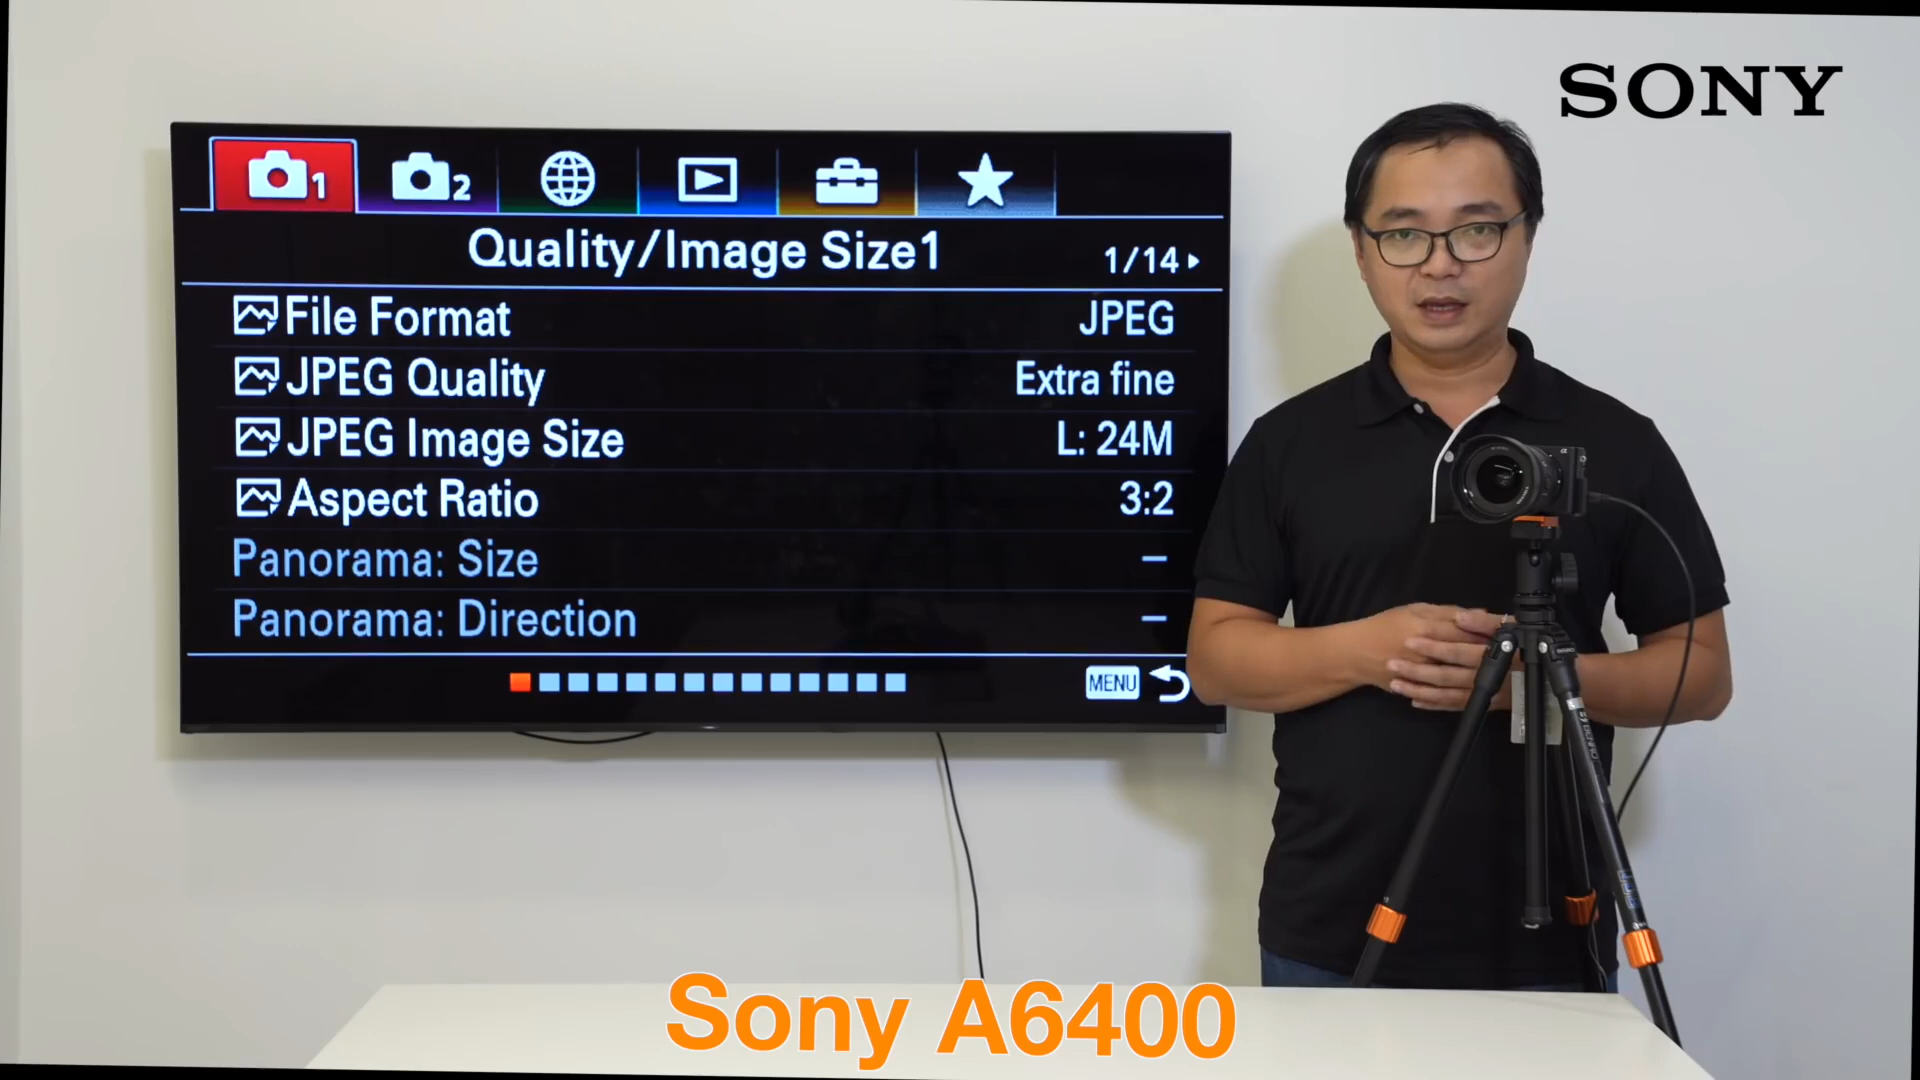 SONY
1 2
Quality/Image Size1 1/14
File Format JPEG
JPEG Quality Extra fine
JPEG Image Size L: 24M
Aspect Ratio 3:2
Panorama: Size –
Panorama: Direction –
MENU
α
Sony A6400